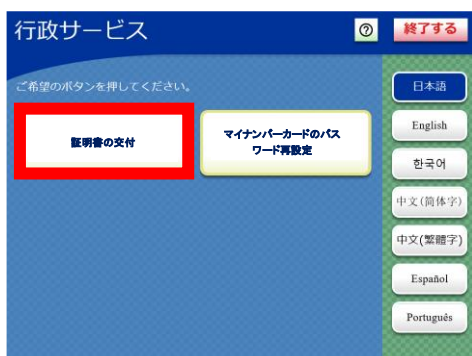 行政サービス
?
終了する
ご希望のボタンを押してください。
証明書の交付
マイナンバーカードのパス
ワード再設定
日本語
English
한국어
中文(简体字)
中文(繁體字)
Español
Português